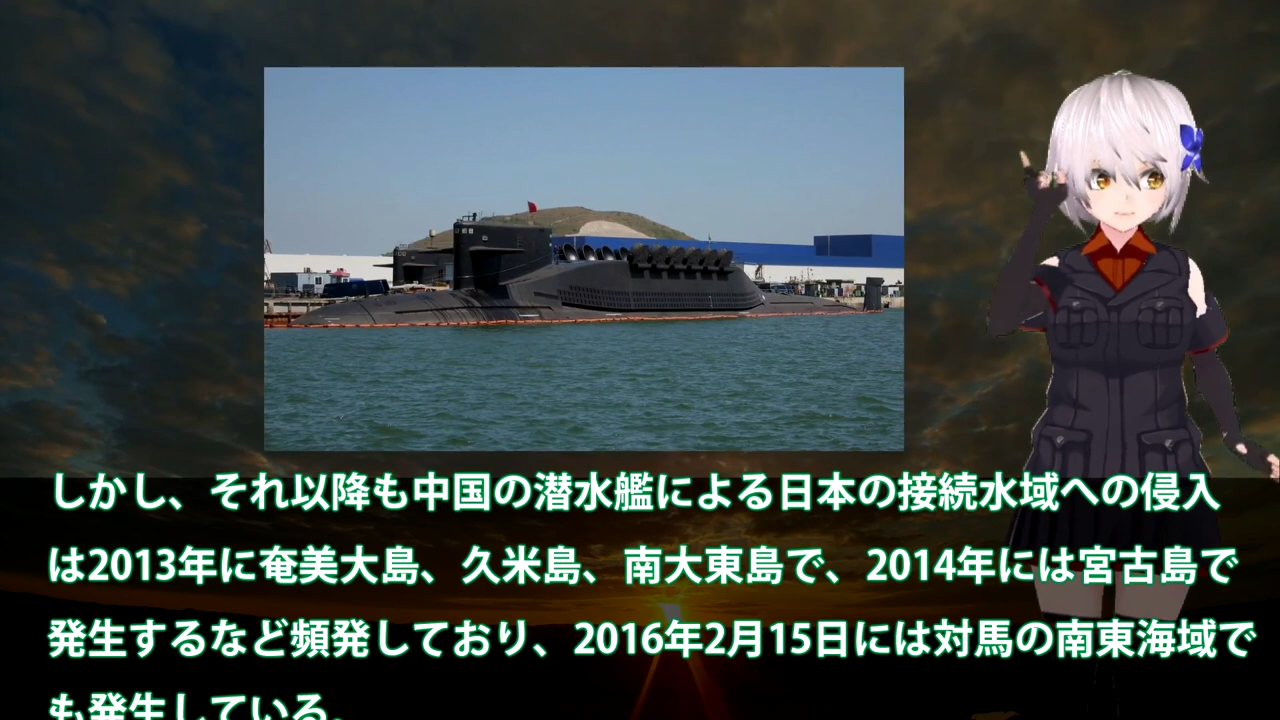 しかし、それ以降も中国の潜水艦による日本の接続水域への侵入
は2013年に奄美大島、久米島、南大東島で、2014年には宮古島で
発生するなど頻発しており、2016年2月15日には対馬の南東海域で
も発生している。